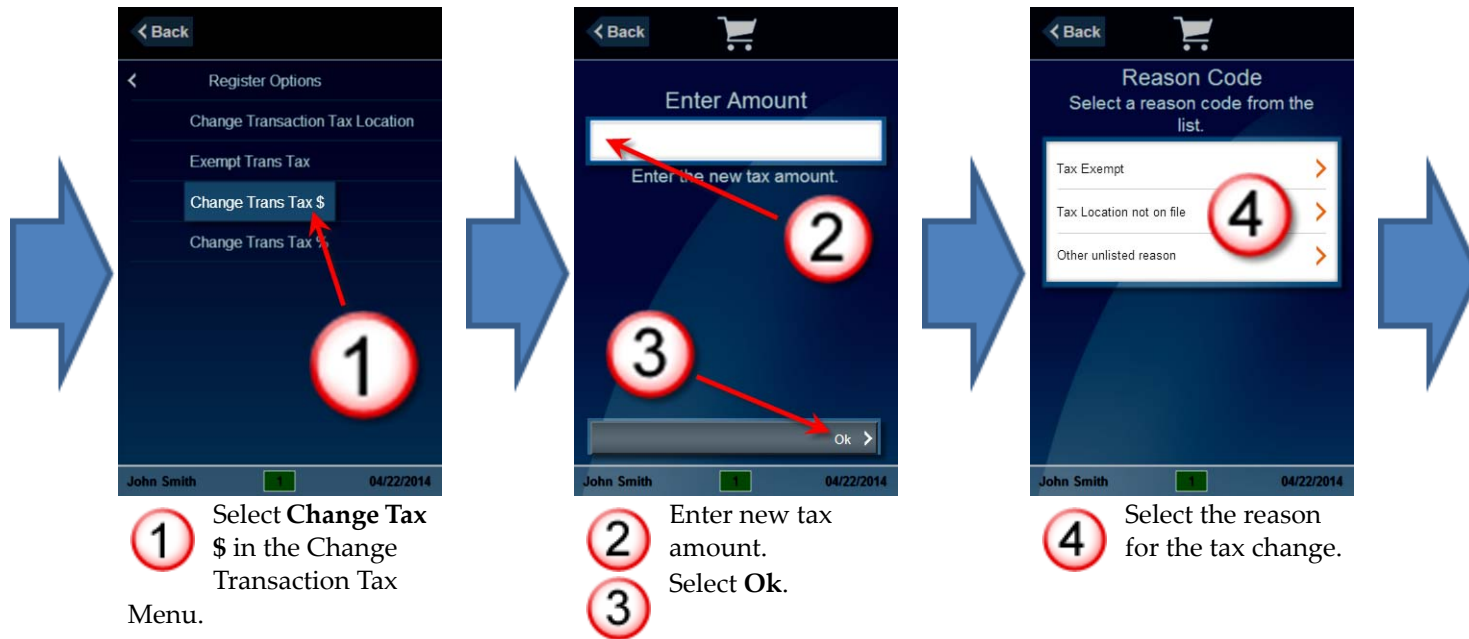 Back
Register Options
Change Transaction Tax Location
Exempt Trans Tax
Change Trans Tax $
Change Trans Tax %
1
John Smith 1 04/22/2014
1 Select Change Tax
$ in the Change
Transaction Tax
Menu.
Back
Enter Amount
Enter the new tax amount.
2
3
Ok
John Smith 1 04/22/2014
2 Enter new tax
amount.
3 Select Ok.
Back
Reason Code
Select a reason code from the
list.
Tax Exempt
Tax Location not on file
4
Other unlisted reason
John Smith 1 04/22/2014
4 Select the reason
for the tax change.